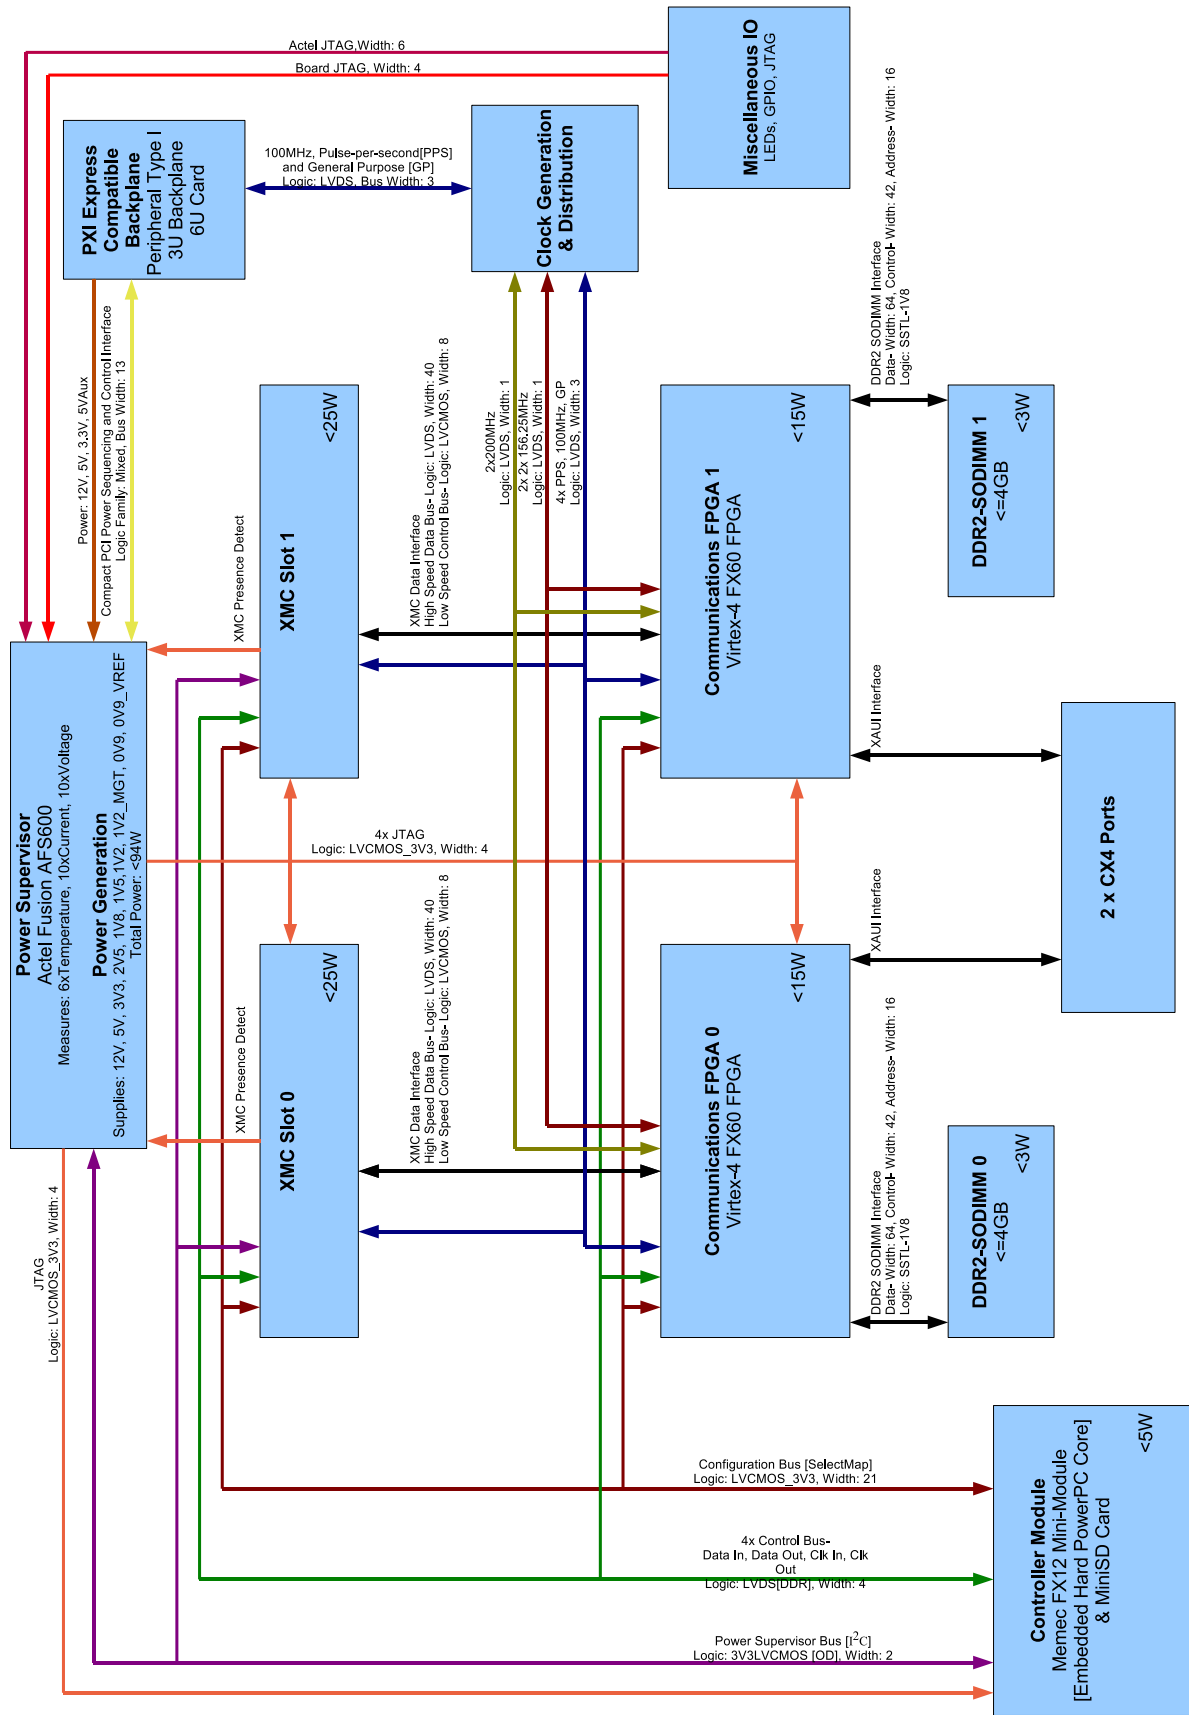 Actel JTAG,Width: 6
Board JTAG, Width: 4
Miscellaneous IO
LEDs, GPIO, JTAG
PXI Express
Compatible
Backplane
Peripheral Type I
3U Backplane
6U Card
100MHz, Pulse-per-second[PPS]
and General Purpose [GP]
Logic: LVDS, Bus Width: 3
Clock Generation
& Distribution
Power: 12V, 5V, 3.3V, 5VAux
Compact PCI Power Sequencing and Control Interface
Logic Family: Mixed, Bus Width: 13
Power Supervisor
Actel Fusion AFS600
Measures: 6xTemperature, 10xCurrent, 10xVoltage
Power Generation
Supplies: 12V, 5V, 3V3, 2V5, 1V8, 1V5,1V2, 1V2_MGT, 0V9, 0V9_VREF
Total Power: <94W
XMC Presence Detect
XMC Slot 1
<25W
XMC Data Interface
High Speed Data Bus- Logic: LVDS, Width: 40
Low Speed Control Bus- Logic: LVCMOS, Width: 8
2x200MHz
Logic: LVDS, Width: 1
2x 2x 156.25MHz
Logic: LVDS, Width: 1
4x PPS, 100MHz, GP
Logic: LVDS, Width: 3
Communications FPGA 1
Virtex-4 FX60 FPGA
<15W
DDR2 SODIMM Interface
Data- Width: 64, Control- Width: 42, Address- Width: 16
Logic: SSTL-1V8
DDR2-SODIMM 1
<=4GB
<3W
4x JTAG
Logic: LVCMOS_3V3, Width: 4
XAUI Interface
2 x CX4 Ports
XAUI Interface
XMC Presence Detect
XMC Slot 0
<25W
XMC Data Interface
High Speed Data Bus- Logic: LVDS, Width: 40
Low Speed Control Bus- Logic: LVCMOS, Width: 8
Communications FPGA 0
Virtex-4 FX60 FPGA
<15W
DDR2 SODIMM Interface
Data- Width: 64, Control- Width: 42, Address- Width: 16
Logic: SSTL-1V8
DDR2-SODIMM 0
<=4GB
<3W
JTAG
Logic: LVCMOS_3V3, Width: 4
Configuration Bus [SelectMap]
Logic: LVCMOS_3V3, Width: 21
4x Control Bus-
Data In, Data Out, Clk In, Clk
Out
Logic: LVDS[DDR], Width: 4
Power Supervisor Bus [I²C]
Logic: 3V3LVCMOS [OD], Width: 2
Controller Module
Memec FX12 Mini-Module
[Embedded Hard PowerPC Core]
& MiniSD Card
<5W